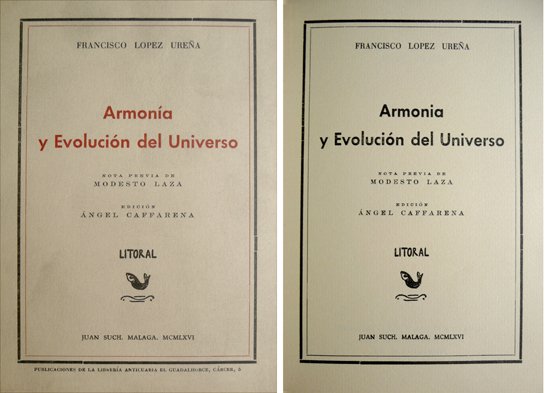 FRANCISCO LOPEZ UREÑA
Armonía
y Evolución del Universo
NOTA PREVIA DE
MODESTO LAZA
EDICIÓN
ÁNGEL CAFFARENA
LITORAL
JUAN SUCH. MALAGA. MCMLXVI
PUBLICACIONES DE LA LIBRERÍA ANTICUARIA EL GUADALHORCE, CÁRCER, 5
FRANCISCO LOPEZ UREÑA
Armonia
y Evolución del Universo
NOTA PREVIA DE
MODESTO LAZA
EDICIÓN
ÁNGEL CAFFARENA
LITORAL
JUAN SUCH. MALAGA. MCMLXVI